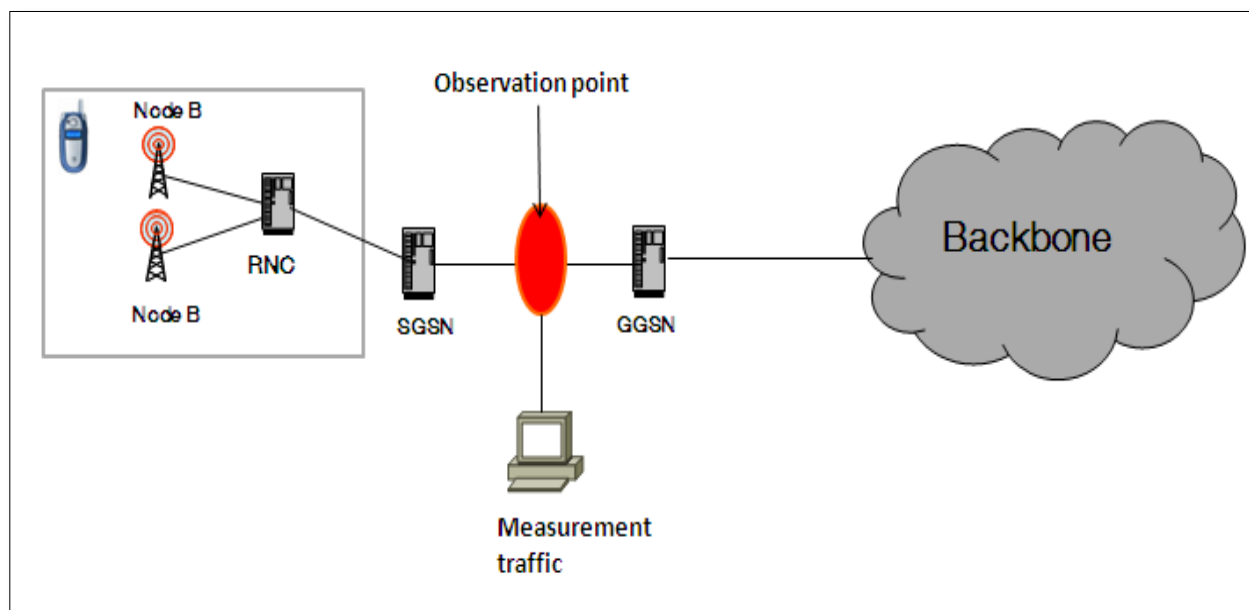 Observation point
Node B
RNC
Node B
SGSN
GGSN
Backbone
Measurement
traffic